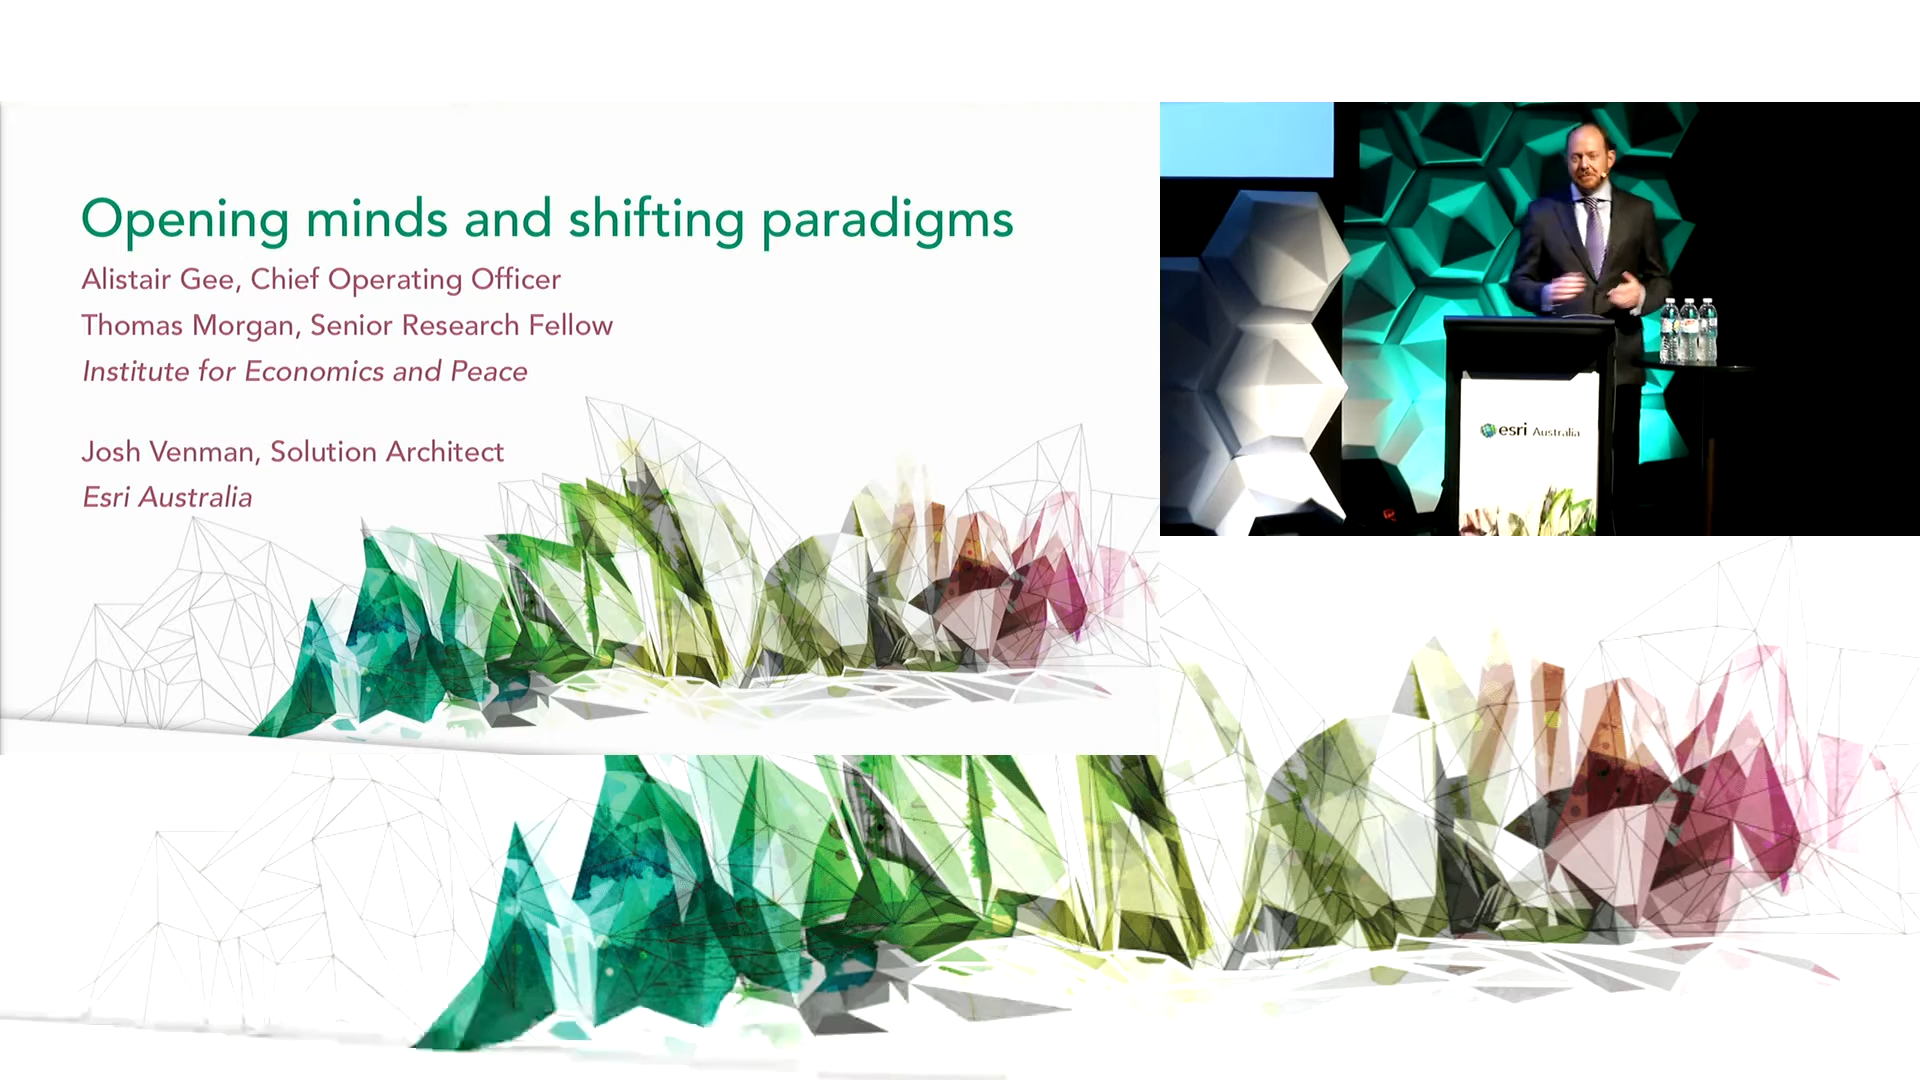 Opening minds and shifting paradigms
Alistair Gee, Chief Operating Officer
Thomas Morgan, Senior Research Fellow
Institute for Economics and Peace
Josh Venman, Solution Architect
Esri Australia
esri Australia